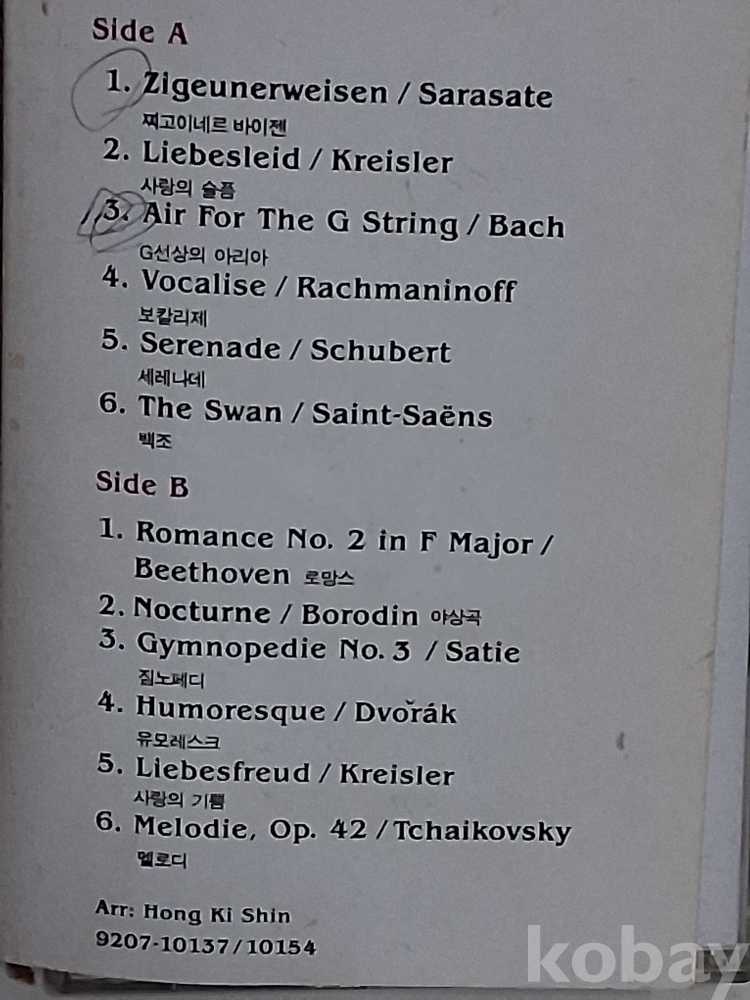 Side A
1. Zigeunerweisen / Sarasate
찌고이네르 바이젠
2. Liebesleid / Kreisler
사랑의 슬픔
3. Air For The G String / Bach
G선상의 아리아
4. Vocalise / Rachmaninoff
보칼리제
5. Serenade / Schubert
세레나데
6. The Swan / Saint-Saëns
백조
Side B
1. Romance No. 2 in F Major /
Beethoven 로망스
2. Nocturne / Borodin 야상곡
3. Gymnopedie No. 3 / Satie
짐노페디
4. Humoresque / Dvořák
유모레스크
5. Liebesfreud / Kreisler
사랑의 기쁨
6. Melodie, Op. 42 / Tchaikovsky
멜로디
Arr: Hong Ki Shin
9207-10137/10154
kobay